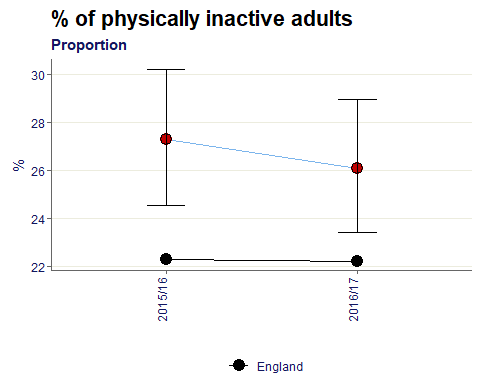 % of physically inactive adults
Proportion
30
28
26
24
22
%
2015/16
2016/17
England